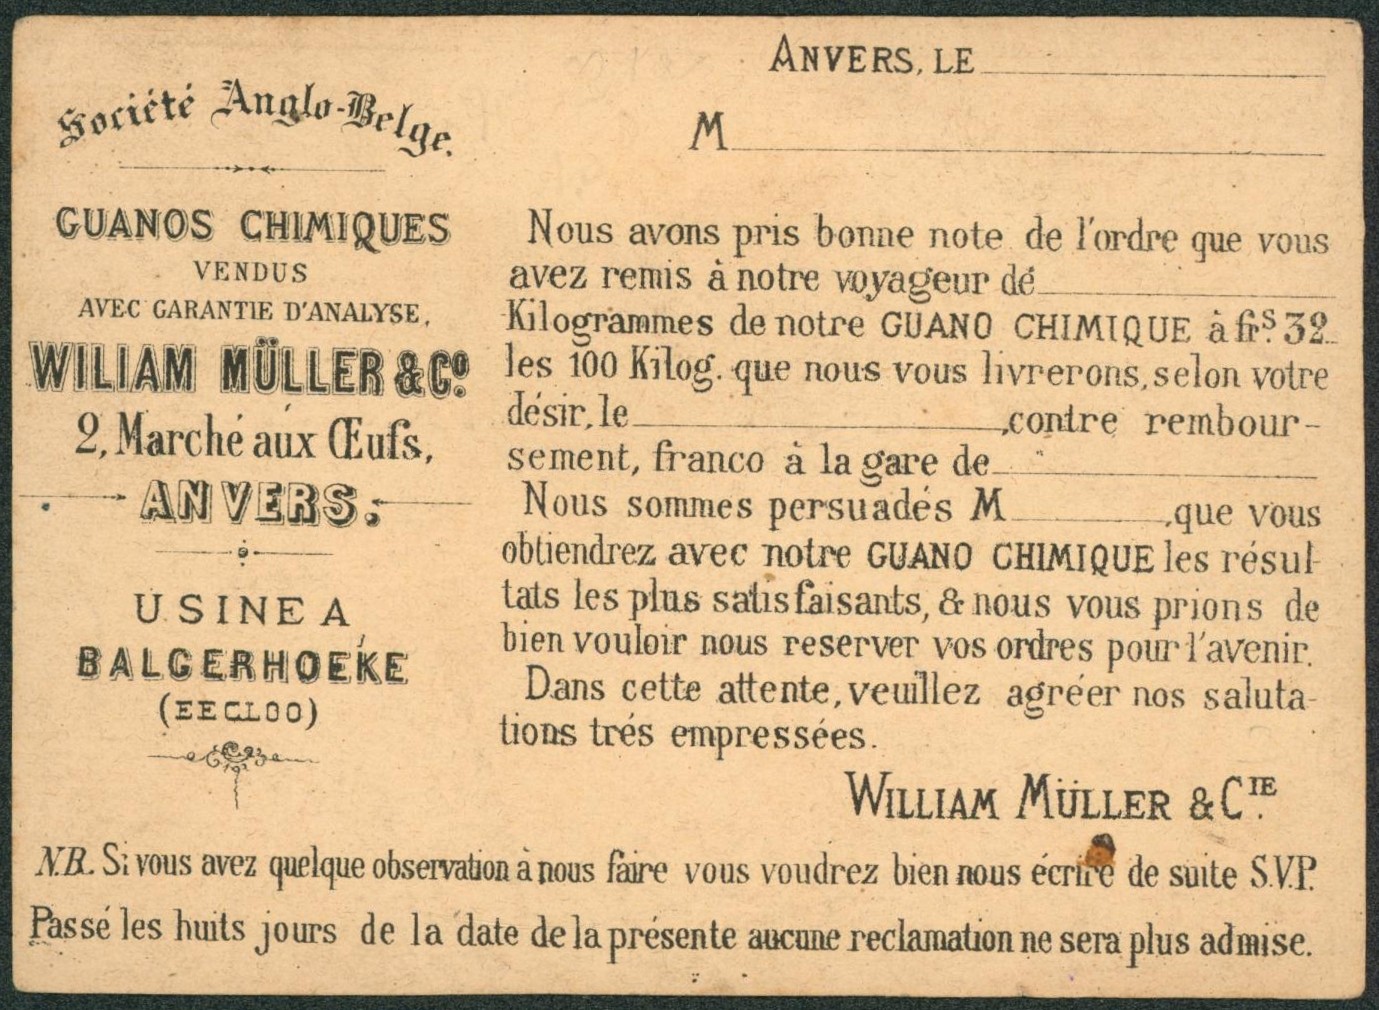 Société Anglo-Belge.
GUANOS CHIMIQUES
VENDUS
AVEC GARANTIE D'ANALYSE,
WILIAM MÜLLER & Cº.
2, Marché aux Œufs,
ANVERS.
USINE A
BALGERHOEKE
(EECLOO)
ANVERS, LE
M
Nous avons pris bonne note de l'ordre que vous
avez remis à notre voyageur dé
Kilogrammes de notre GUANO CHIMIQUE à frs. 32
les 100 Kilog. que nous vous livrerons, selon votre
désir, le ,contre rembour-
sement, franco à la gare de
Nous sommes persuadés M ,que vous
obtiendrez avec notre GUANO CHIMIQUE les résul-
tats les plus satisfaisants, & nous vous prions de
bien vouloir nous reserver vos ordres pour l'avenir.
Dans cette attente, veuillez agréer nos saluta-
tions trés empressées.
WILLIAM MÜLLER & CIE.
N.B. Si vous avez quelque observation à nous faire vous voudrez bien nous écrire de suite S.V.P.
Passé les huits jours de la date de la présente aucune reclamation ne sera plus admise.